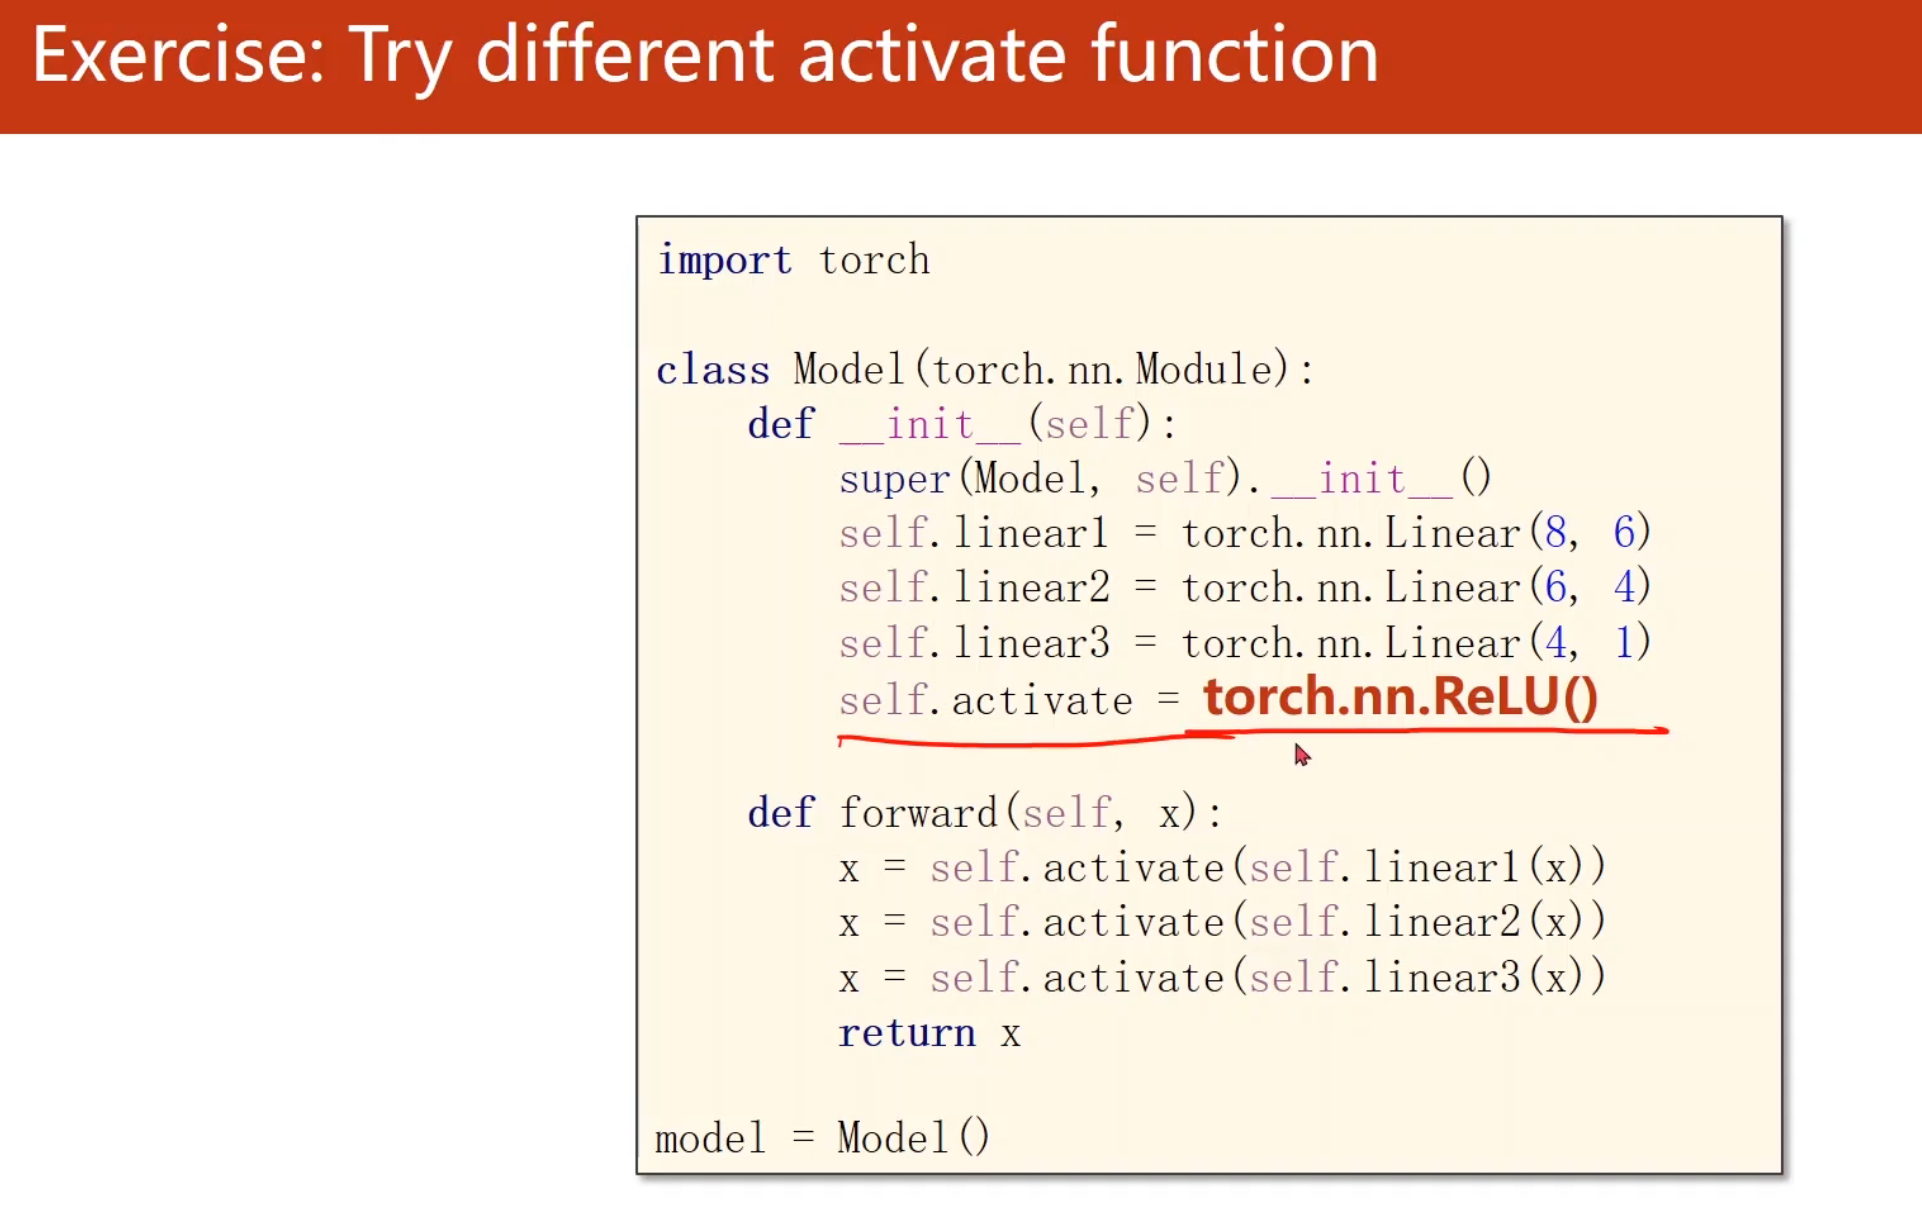 Exercise: Try different activate function
import torch
class Model(torch.nn.Module):
    def __init__(self):
        super(Model, self).__init__()
        self.linear1 = torch.nn.Linear(8, 6)
        self.linear2 = torch.nn.Linear(6, 4)
        self.linear3 = torch.nn.Linear(4, 1)
        self.activate = torch.nn.ReLU()
    def forward(self, x):
        x = self.activate(self.linear1(x))
        x = self.activate(self.linear2(x))
        x = self.activate(self.linear3(x))
        return x
model = Model()